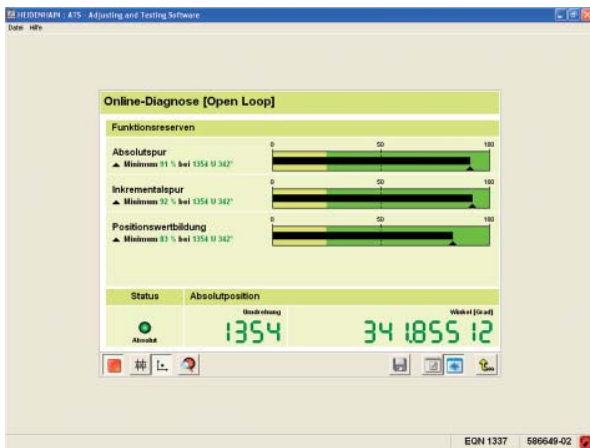 HEIDENHAIN : ATS - Adjusting and Testing Software
Datei Hilfe
Online-Diagnose [Open Loop]
Funktionsreserven
Absolutspur
Minimum 91 % bei 1354 U 342°
0 50 100
Inkrementalspur
Minimum 92 % bei 1354 U 342°
0 50 100
Positionswertbildung
Minimum 83 % bei 1354 U 342°
0 50 100
Status Absolutposition
Umdrehung Winkel [Grad]
1354 341.85512
Absolut
EQN 1337 586649-02